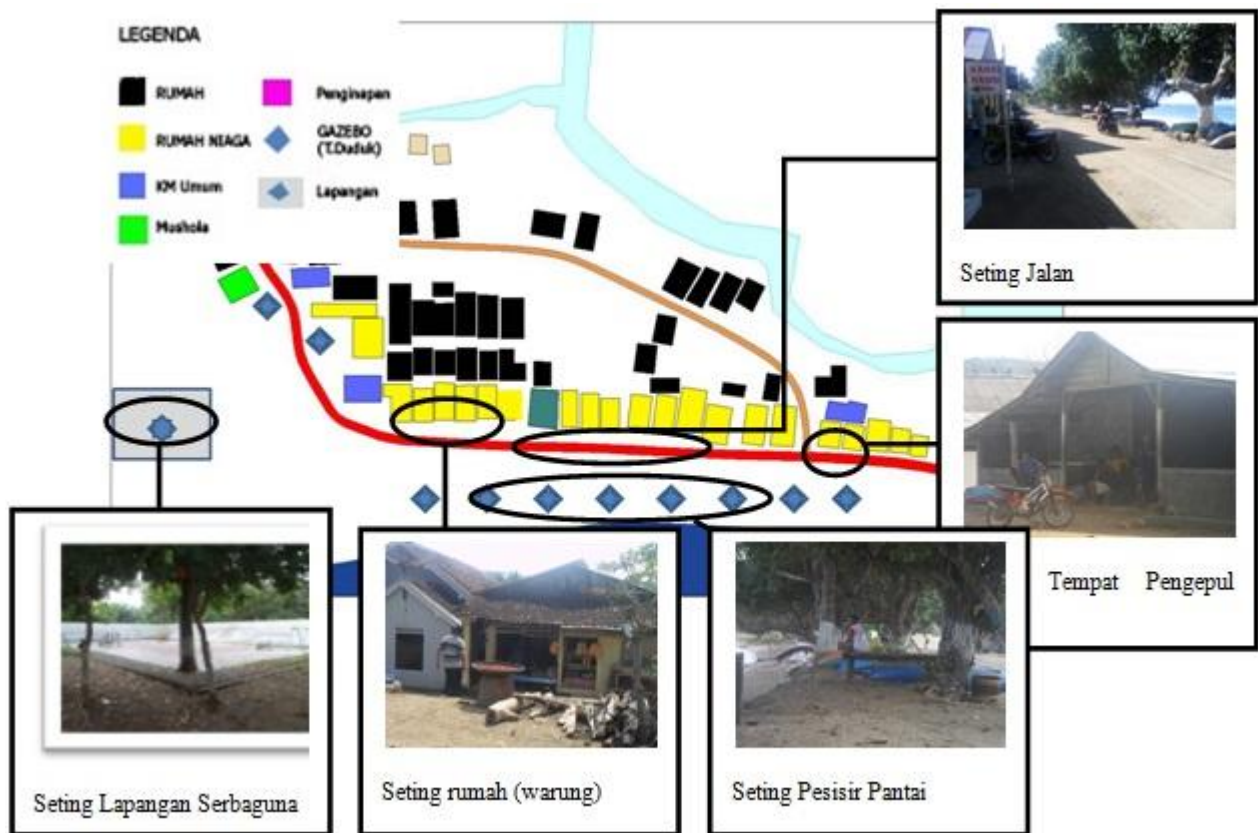 LEGENDA
RUMAH
Penginapan
RUMAH NIAGA
GAZEBO
(T.Duduk)
KM Umum
Lapangan
Mushola
Seting Jalan
Tempat Pengepul
Seting Lapangan Serbaguna
Seting rumah (warung)
Seting Pesisir Pantai